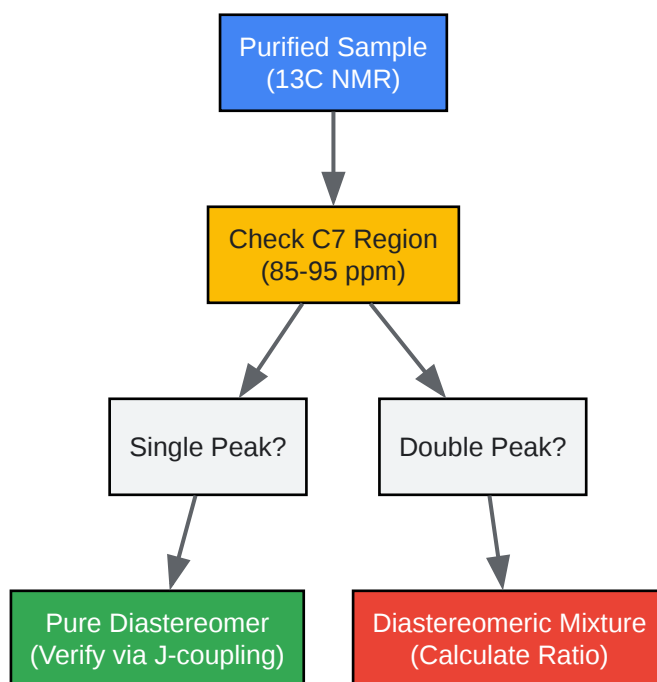 Purified Sample
(13C NMR)
Check C7 Region
(85-95 ppm)
Single Peak?
Double Peak?
Pure Diastereomer
(Verify via J-coupling)
Diastereomeric Mixture
(Calculate Ratio)